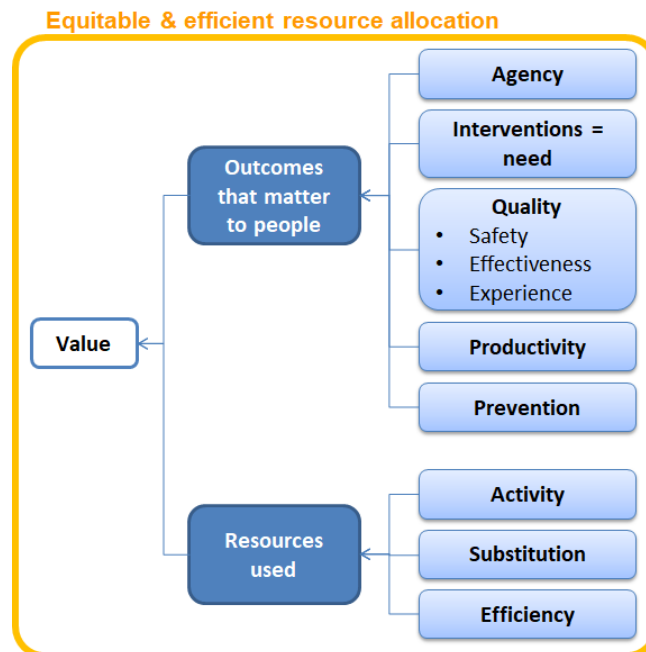 Equitable & efficient resource allocation
Agency
Interventions =
need
Outcomes
that matter
to people
Quality
• Safety
• Effectiveness
• Experience
Value
Productivity
Prevention
Resources
used
Activity
Substitution
Efficiency